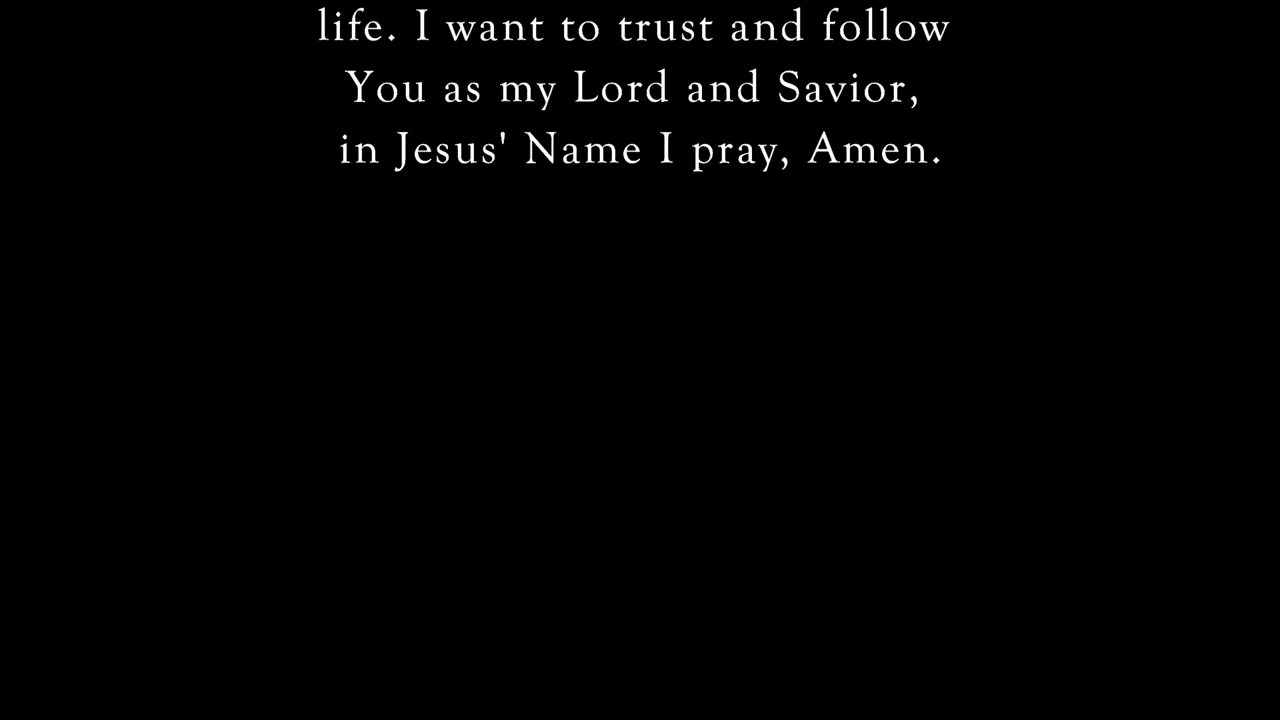 life. I want to trust and follow
You as my Lord and Savior,
in Jesus' Name I pray, Amen.